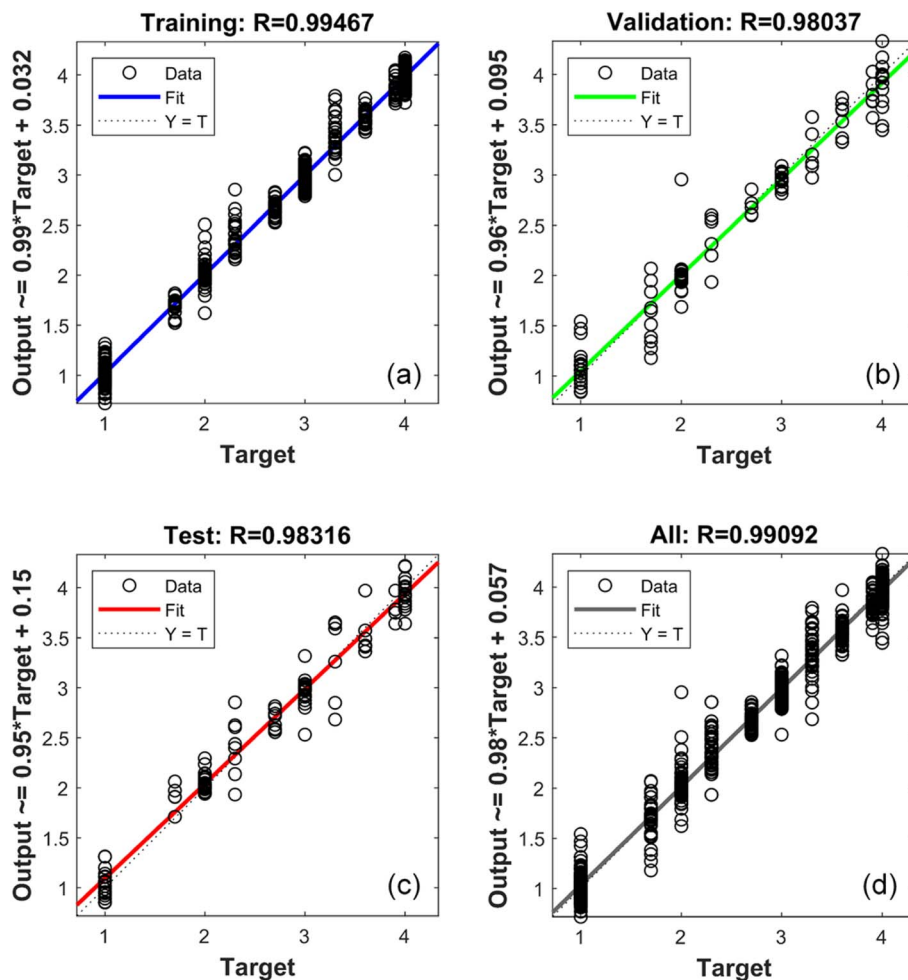 Training: R=0.99467
Output ~= 0.99*Target + 0.032
4
3.5
3
2.5
2
1.5
1
Data
Fit
Y = T
(a)
1 2 3 4
Target
Validation: R=0.98037
Output ~= 0.96*Target + 0.095
4
3.5
3
2.5
2
1.5
1
Data
Fit
Y = T
(b)
1 2 3 4
Target
Test: R=0.98316
Output ~= 0.95*Target + 0.15
4
3.5
3
2.5
2
1.5
1
Data
Fit
Y = T
(c)
1 2 3 4
Target
All: R=0.99092
Output ~= 0.98*Target + 0.057
4
3.5
3
2.5
2
1.5
1
Data
Fit
Y = T
(d)
1 2 3 4
Target